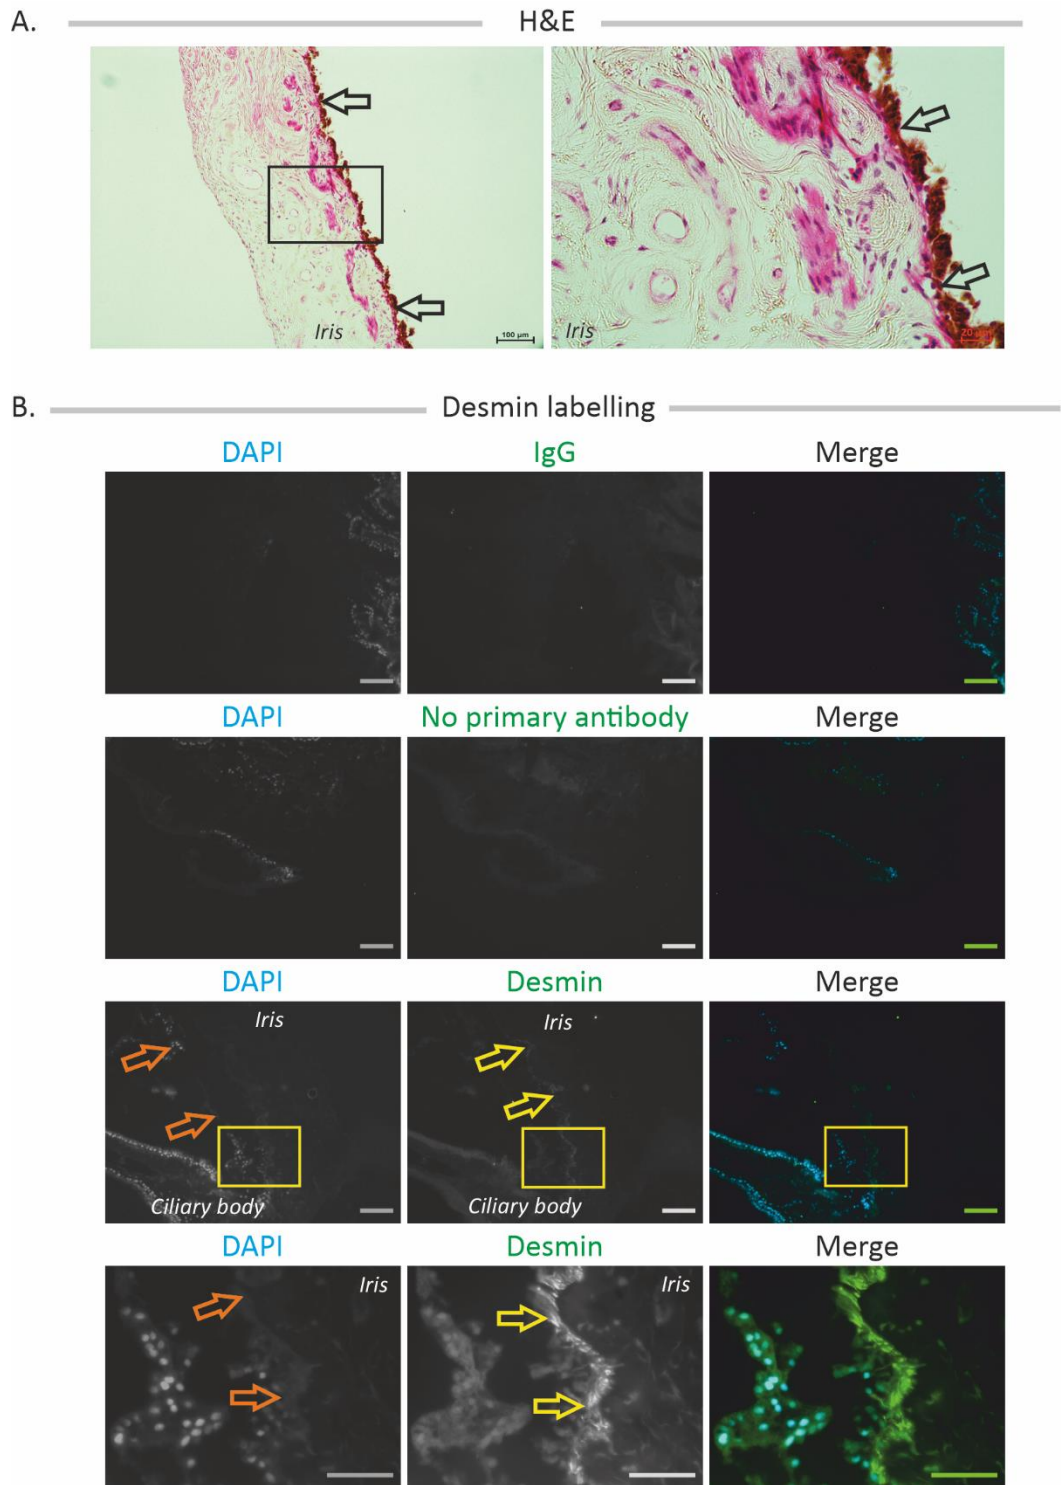 A. H&E
Iris
100 µm
Iris
20 µm
B. Desmin labelling
DAPI IgG Merge
DAPI No primary antibody Merge
DAPI Desmin Merge
Iris Iris
Ciliary body Ciliary body
DAPI Desmin Merge
Iris Iris